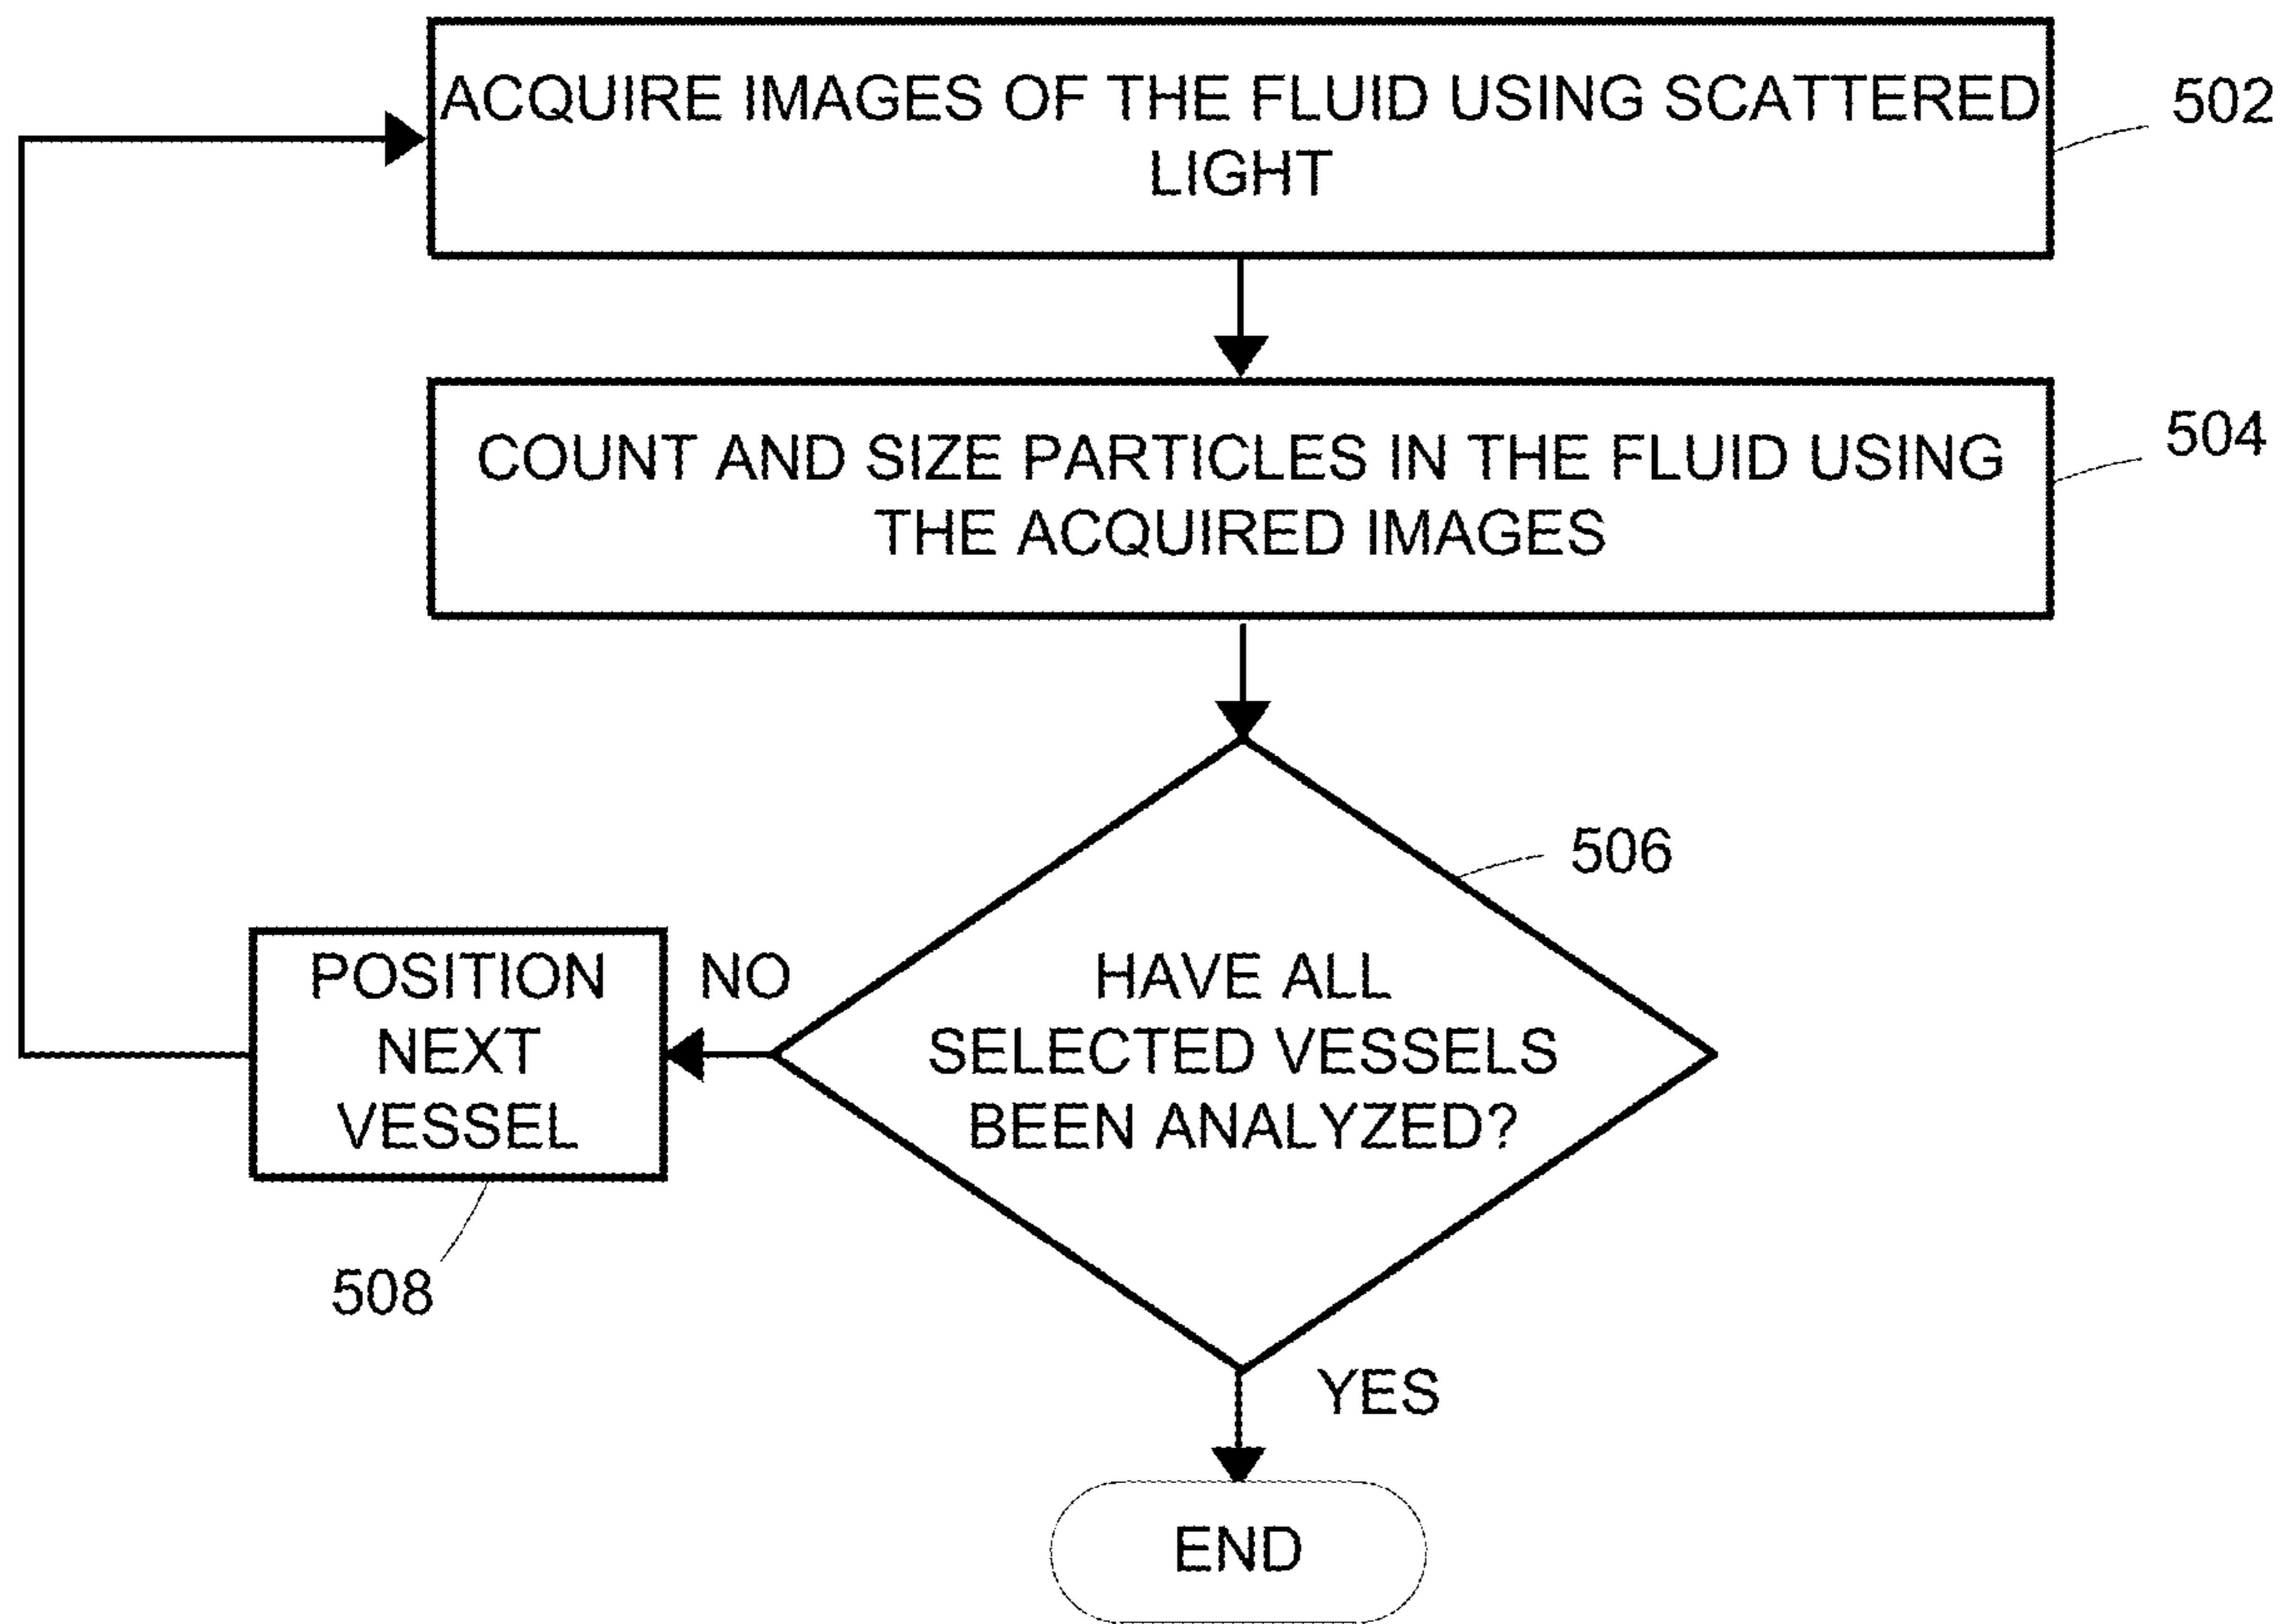 ACQUIRE IMAGES OF THE FLUID USING SCATTERED
LIGHT
502
COUNT AND SIZE PARTICLES IN THE FLUID USING
THE ACQUIRED IMAGES
504
506
HAVE ALL
SELECTED VESSELS
BEEN ANALYZED?
NO
POSITION
NEXT
VESSEL
508
YES
END